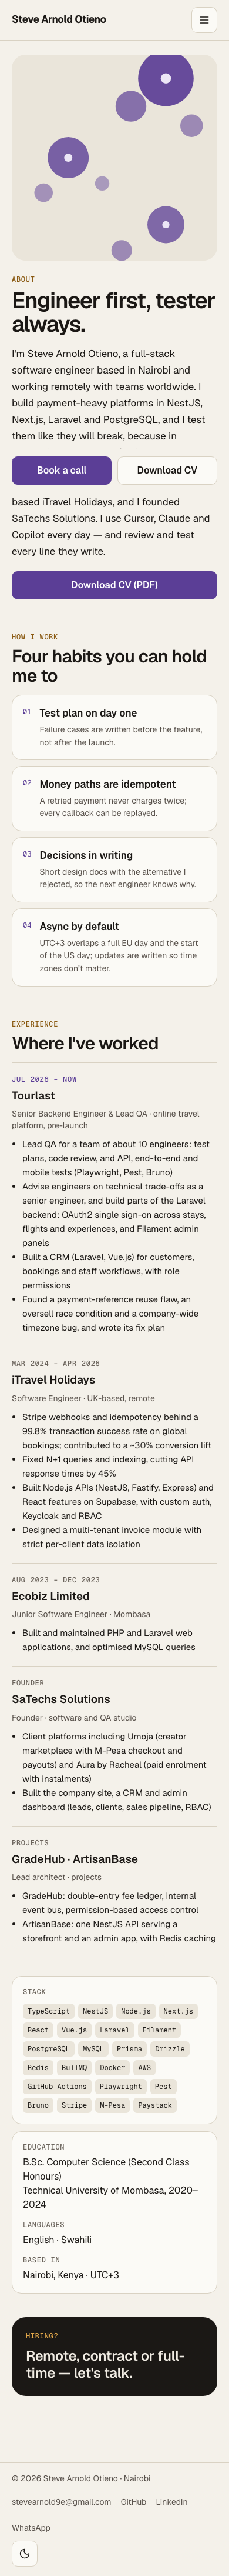 Steve Arnold Otieno
ABOUT
Engineer first, tester
always.
I'm Steve Arnold Otieno, a full-stack
software engineer based in Nairobi and
working remotely with teams worldwide. I
build payment-heavy platforms in NestJS,
Next.js, Laravel and PostgreSQL, and I test
them like they will break, because in
Book a call
Download CV
based iTravel Holidays, and I founded
SaTechs Solutions. I use Cursor, Claude and
Copilot every day — and review and test
every line they write.
Download CV (PDF)
HOW I WORK
Four habits you can hold
me to
01 Test plan on day one
Failure cases are written before the feature,
not after the launch.
02 Money paths are idempotent
A retried payment never charges twice;
every callback can be replayed.
03 Decisions in writing
Short design docs with the alternative I
rejected, so the next engineer knows why.
04 Async by default
UTC+3 overlaps a full EU day and the start
of the US day; updates are written so time
zones don't matter.
EXPERIENCE
Where I've worked
JUL 2026 – NOW
Tourlast
Senior Backend Engineer & Lead QA · online travel
platform, pre-launch
• Lead QA for a team of about 10 engineers: test
plans, code review, and API, end-to-end and
mobile tests (Playwright, Pest, Bruno)
• Advise engineers on technical trade-offs as a
senior engineer, and build parts of the Laravel
backend: OAuth2 single sign-on across stays,
flights and experiences, and Filament admin
panels
• Built a CRM (Laravel, Vue.js) for customers,
bookings and staff workflows, with role
permissions
• Found a payment-reference reuse flaw, an
oversell race condition and a company-wide
timezone bug, and wrote its fix plan
MAR 2024 – APR 2026
iTravel Holidays
Software Engineer · UK-based, remote
• Stripe webhooks and idempotency behind a
99.8% transaction success rate on global
bookings; contributed to a ~30% conversion lift
• Fixed N+1 queries and indexing, cutting API
response times by 45%
• Built Node.js APIs (NestJS, Fastify, Express) and
React features on Supabase, with custom auth,
Keycloak and RBAC
• Designed a multi-tenant invoice module with
strict per-client data isolation
AUG 2023 – DEC 2023
Ecobiz Limited
Junior Software Engineer · Mombasa
• Built and maintained PHP and Laravel web
applications, and optimised MySQL queries
FOUNDER
SaTechs Solutions
Founder · software and QA studio
• Client platforms including Umoja (creator
marketplace with M-Pesa checkout and
payouts) and Aura by Racheal (paid enrolment
with instalments)
• Built the company site, a CRM and admin
dashboard (leads, clients, sales pipeline, RBAC)
PROJECTS
GradeHub · ArtisanBase
Lead architect · projects
• GradeHub: double-entry fee ledger, internal
event bus, permission-based access control
• ArtisanBase: one NestJS API serving a
storefront and an admin app, with Redis caching
STACK
TypeScript NestJS Node.js Next.js
React Vue.js Laravel Filament
PostgreSQL MySQL Prisma Drizzle
Redis BullMQ Docker AWS
GitHub Actions Playwright Pest
Bruno Stripe M-Pesa Paystack
EDUCATION
B.Sc. Computer Science (Second Class
Honours)
Technical University of Mombasa, 2020–
2024
LANGUAGES
English · Swahili
BASED IN
Nairobi, Kenya · UTC+3
HIRING?
Remote, contract or full-
time — let's talk.
© 2026 Steve Arnold Otieno · Nairobi
stevearnold9e@gmail.com GitHub LinkedIn
WhatsApp